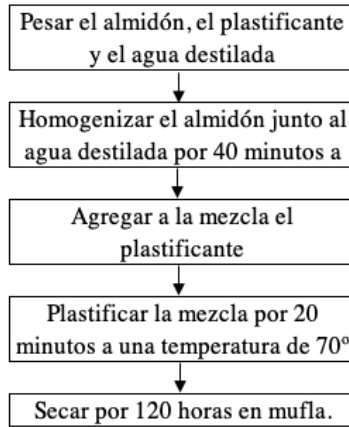 Pesar el almidón, el plastificante
y el agua destilada
Homogenizar el almidón junto al
agua destilada por 40 minutos a
Agregar a la mezcla el
plastificante
Plastificar la mezcla por 20
minutos a una temperatura de 70º
Secar por 120 horas en mufla.